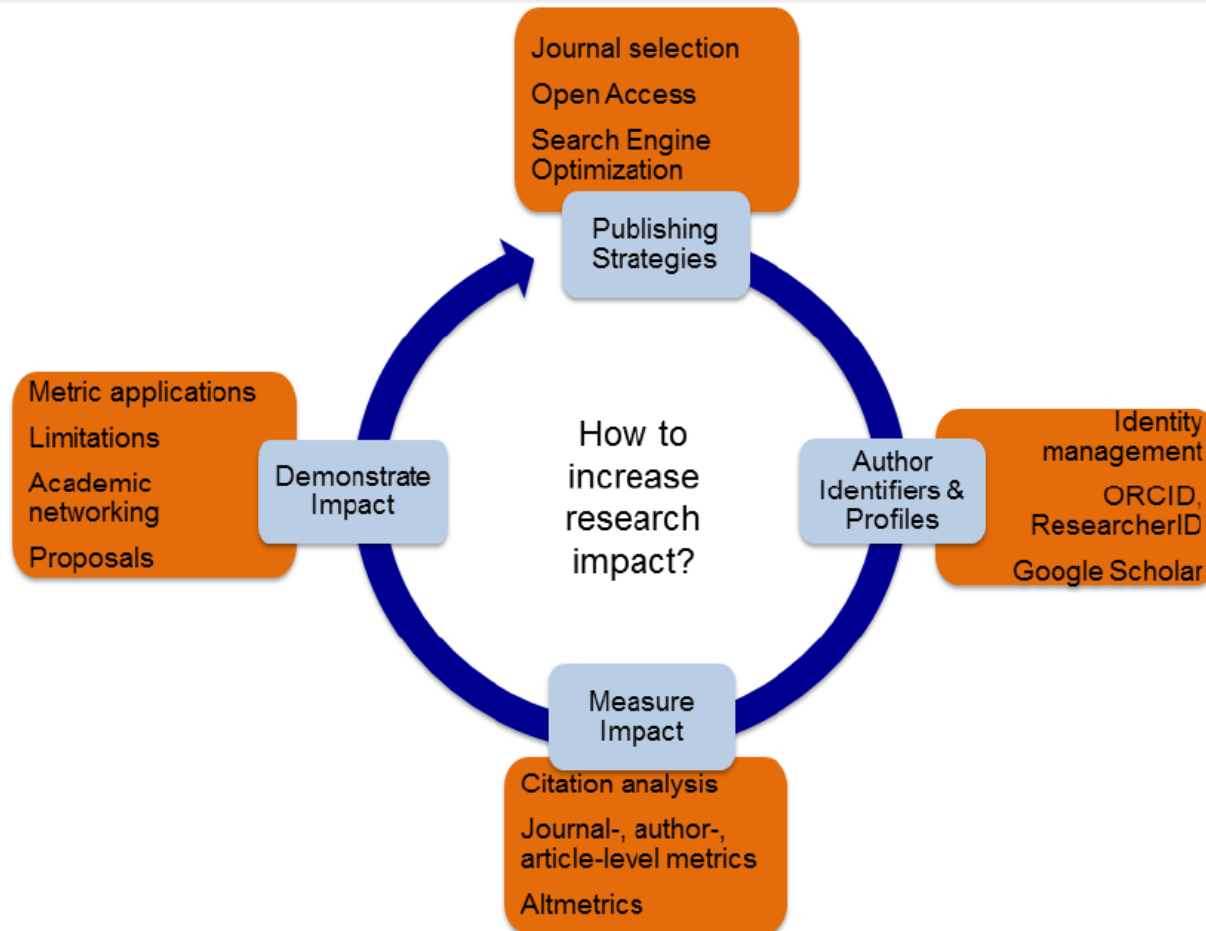 Journal selection
Open Access
Search Engine
Optimization
Publishing
Strategies
Metric applications
Limitations
Academic
networking
Proposals
Demonstrate
Impact
How to
increase
research
impact?
Author
Identifiers &
Profiles
Identity
management
ORCID,
ResearcherID
Google Scholar
Measure
Impact
Citation analysis
Journal-, author-,
article-level metrics
Altmetrics